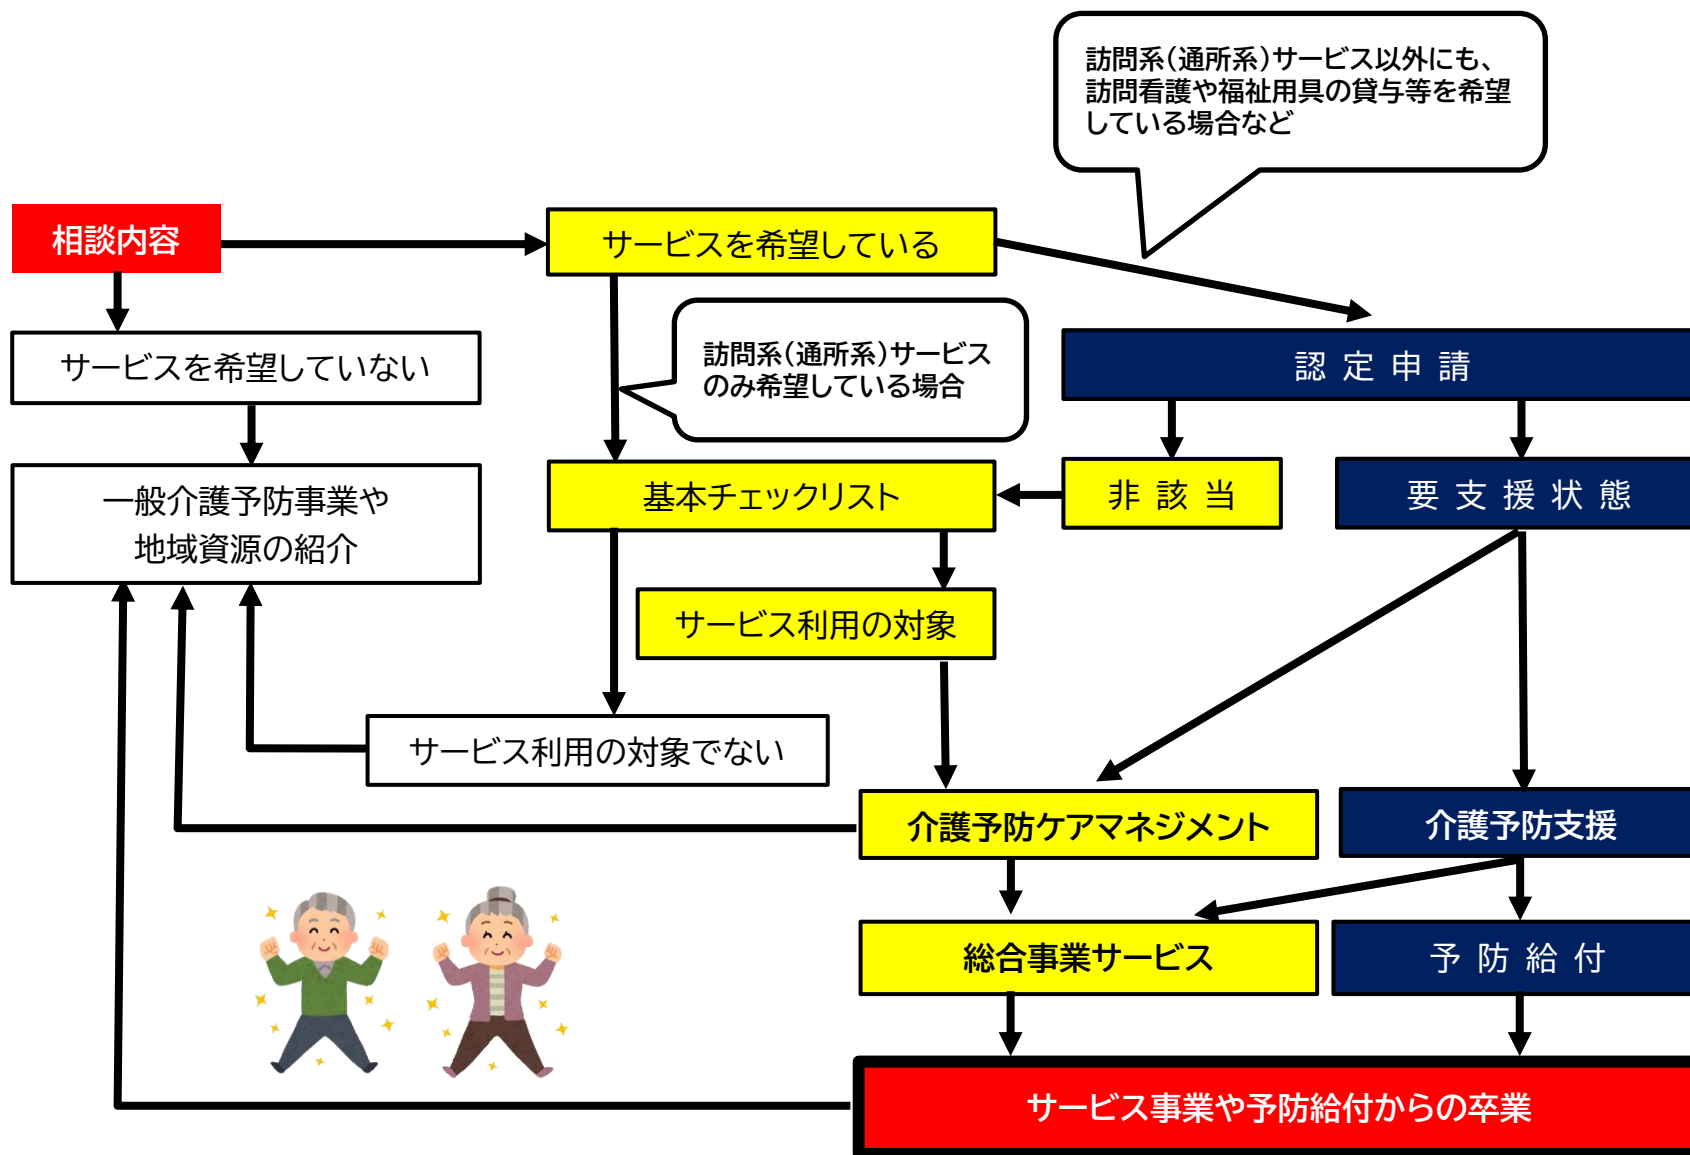 訪問系(通所系)サービス以外にも、
訪問看護や福祉用具の貸与等を希望
している場合など
相談内容
サービスを希望している
訪問系(通所系)サービス
のみ希望している場合
サービスを希望していない
認定申請
一般介護予防事業や
地域資源の紹介
基本チェックリスト
非該当
要支援状態
サービス利用の対象
サービス利用の対象でない
介護予防ケアマネジメント
介護予防支援
総合事業サービス
予防給付
サービス事業や予防給付からの卒業